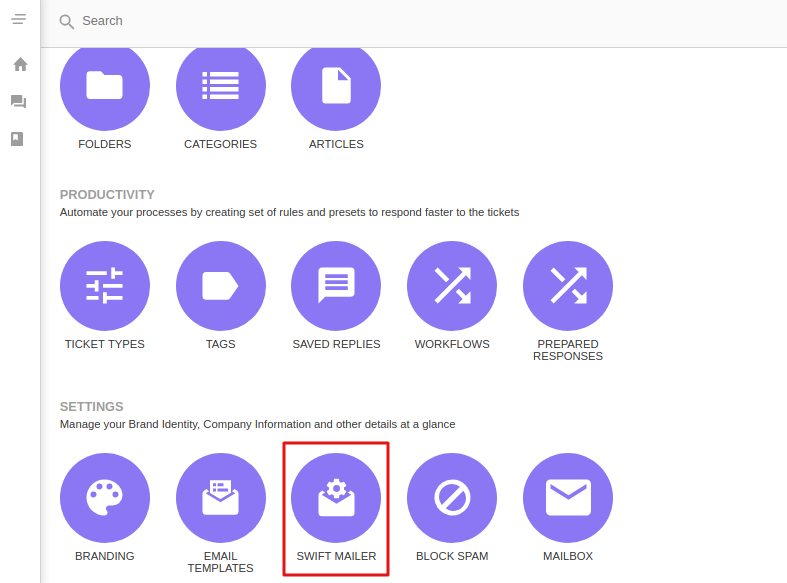 Search
FOLDERS
CATEGORIES
ARTICLES
PRODUCTIVITY
Automate your processes by creating set of rules and presets to respond faster to the tickets
TICKET TYPES
TAGS
SAVED REPLIES
WORKFLOWS
PREPARED
RESPONSES
SETTINGS
Manage your Brand Identity, Company Information and other details at a glance
BRANDING
EMAIL
TEMPLATES
SWIFT MAILER
BLOCK SPAM
MAILBOX